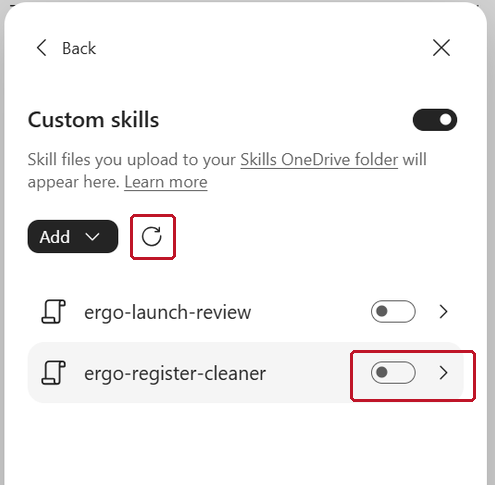 Back
Custom skills
Skill files you upload to your Skills OneDrive folder will
appear here. Learn more
Add
ergo-launch-review
ergo-register-cleaner